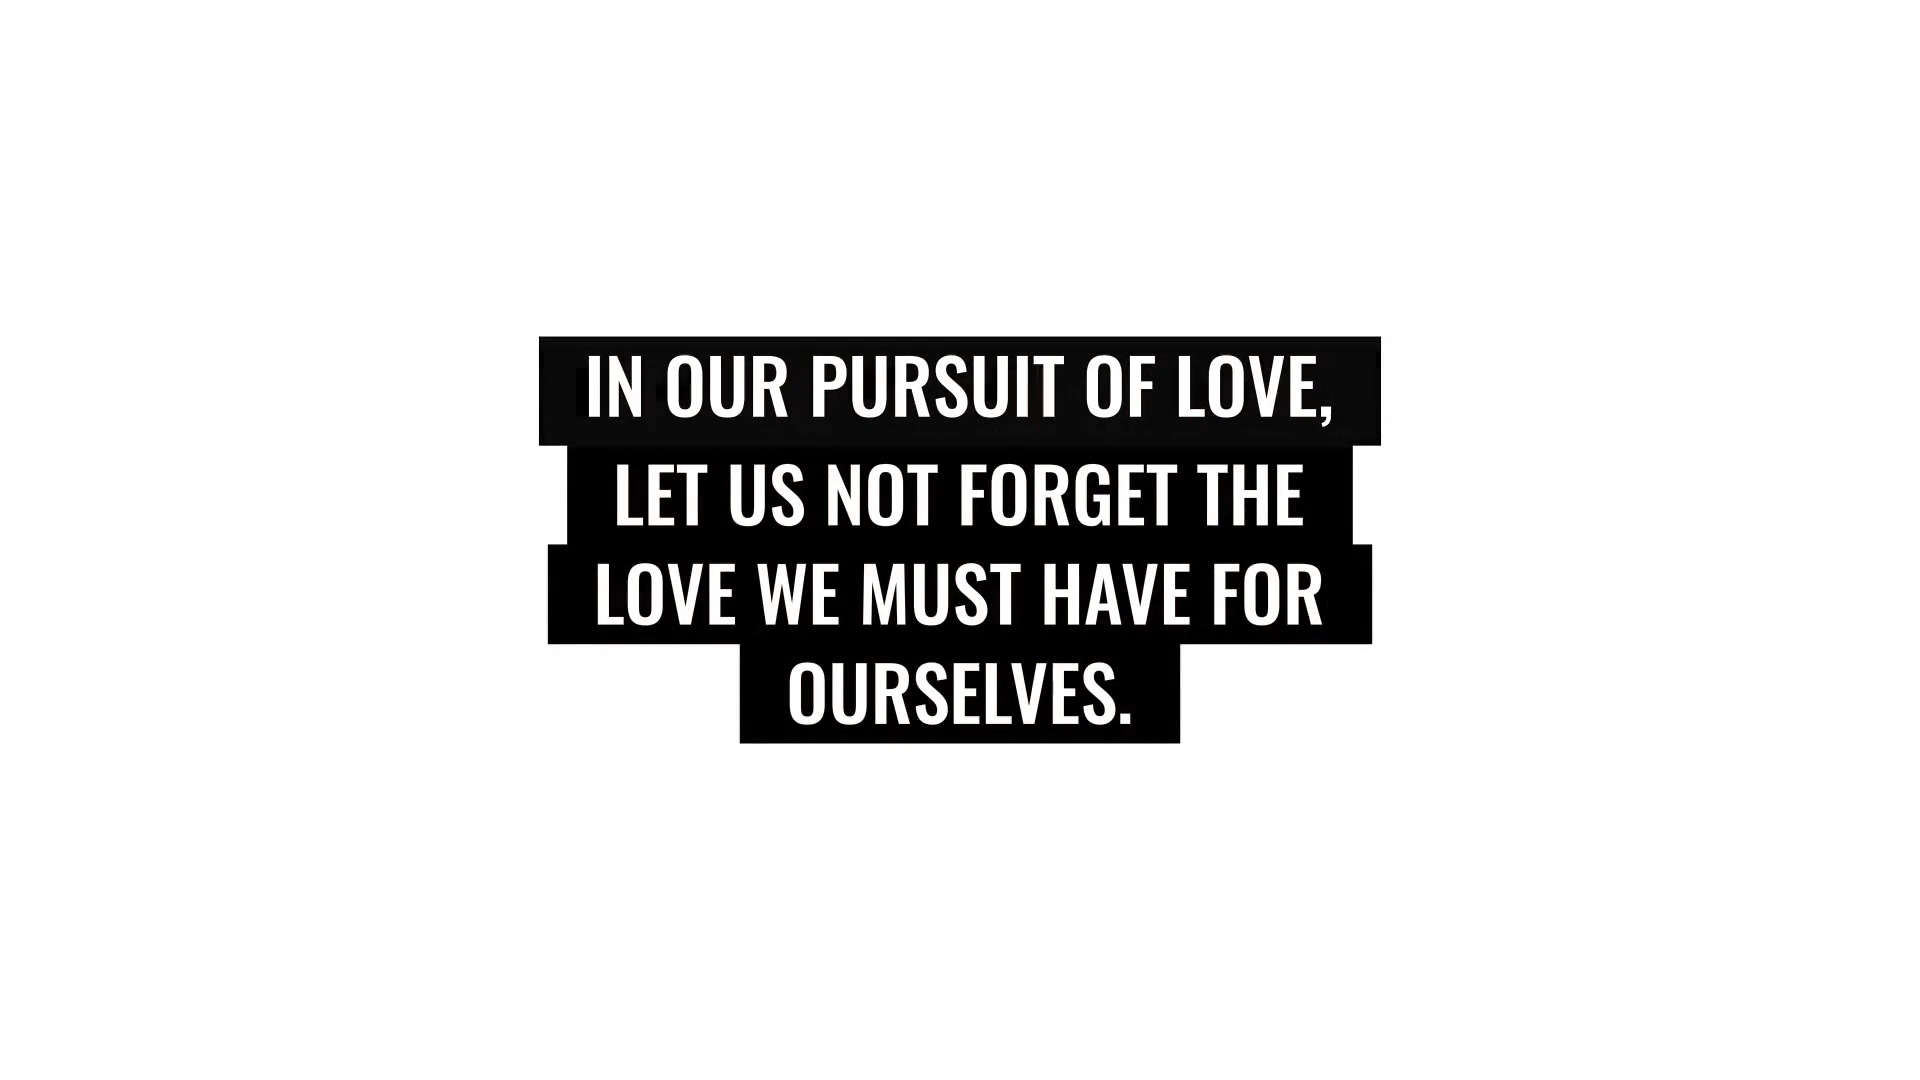 IN OUR PURSUIT OF LOVE,
LET US NOT FORGET THE
LOVE WE MUST HAVE FOR
OURSELVES.